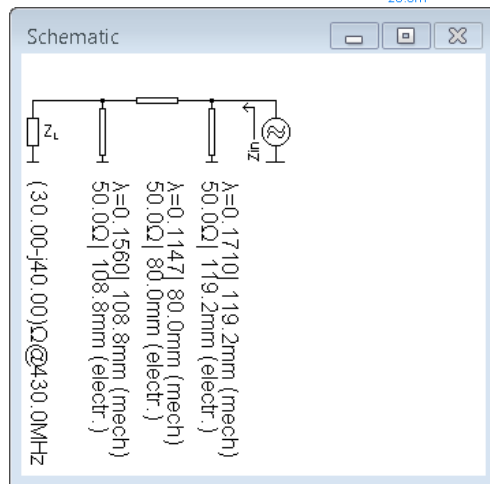 Schematic
Z_L
Zin
λ=0.1710| 119.2mm (mech)
50.0Ω| 119.2mm (electr.)
λ=0.1147| 80.0mm (mech)
50.0Ω| 80.0mm (electr.)
λ=0.1560| 108.8mm (mech)
50.0Ω| 108.8mm (electr.)
(30.00-j40.00)Ω@430.0MHz